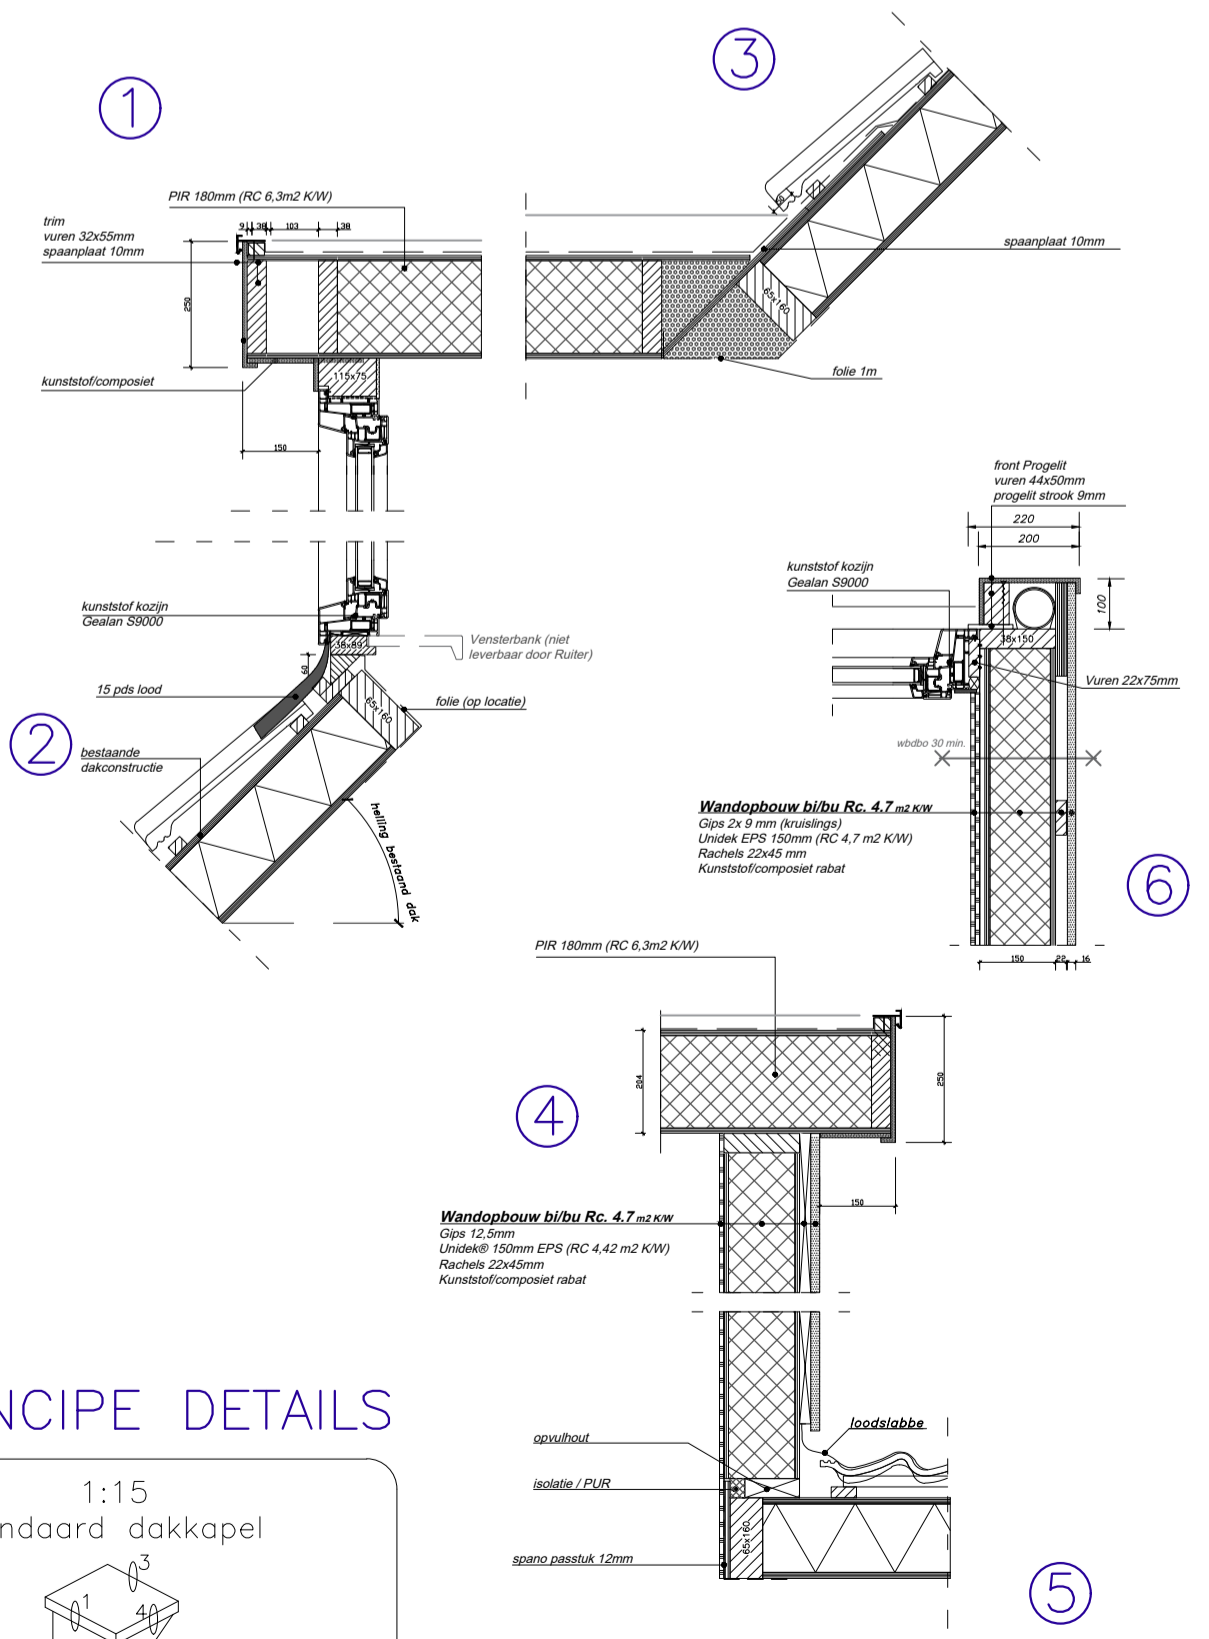 1
3
PIR 180mm (RC 6,3m2 K/W)
trim
vuren 32x55mm
spaanplaat 10mm
9 38 103 38
250
kunststof/composiet
115x75
150
spaanplaat 10mm
65x160
folie 1m
front Progelit
vuren 44x50mm
progelit strook 9mm
220
200
kunststof kozijn
Gealan S9000
100
38x150
Vuren 22x75mm
wbdbo 30 min.
kunststof kozijn
Gealan S9000
38x89
Vensterbank (niet
leverbaar door Ruiter)
60
15 pds lood
65x160
folie (op locatie)
2
bestaande
dakconstructie
helling bestaand dak
Wandopbouw bi/bu Rc. 4.7 m2 K/W
Gips 2x 9 mm (kruislings)
Unidek EPS 150mm (RC 4,7 m2 K/W)
Rachels 22x45 mm
Kunststof/composiet rabat
6
150 22 16
PIR 180mm (RC 6,3m2 K/W)
204
250
4
150
Wandopbouw bi/bu Rc. 4.7 m2 K/W
Gips 12,5mm
Unidek® 150mm EPS (RC 4,42 m2 K/W)
Rachels 22x45mm
Kunststof/composiet rabat
loodslabbe
opvulhout
isolatie / PUR
65x160
spano passtuk 12mm
5
NCIPE DETAILS
1:15
ndaard dakkapel
3
1
4